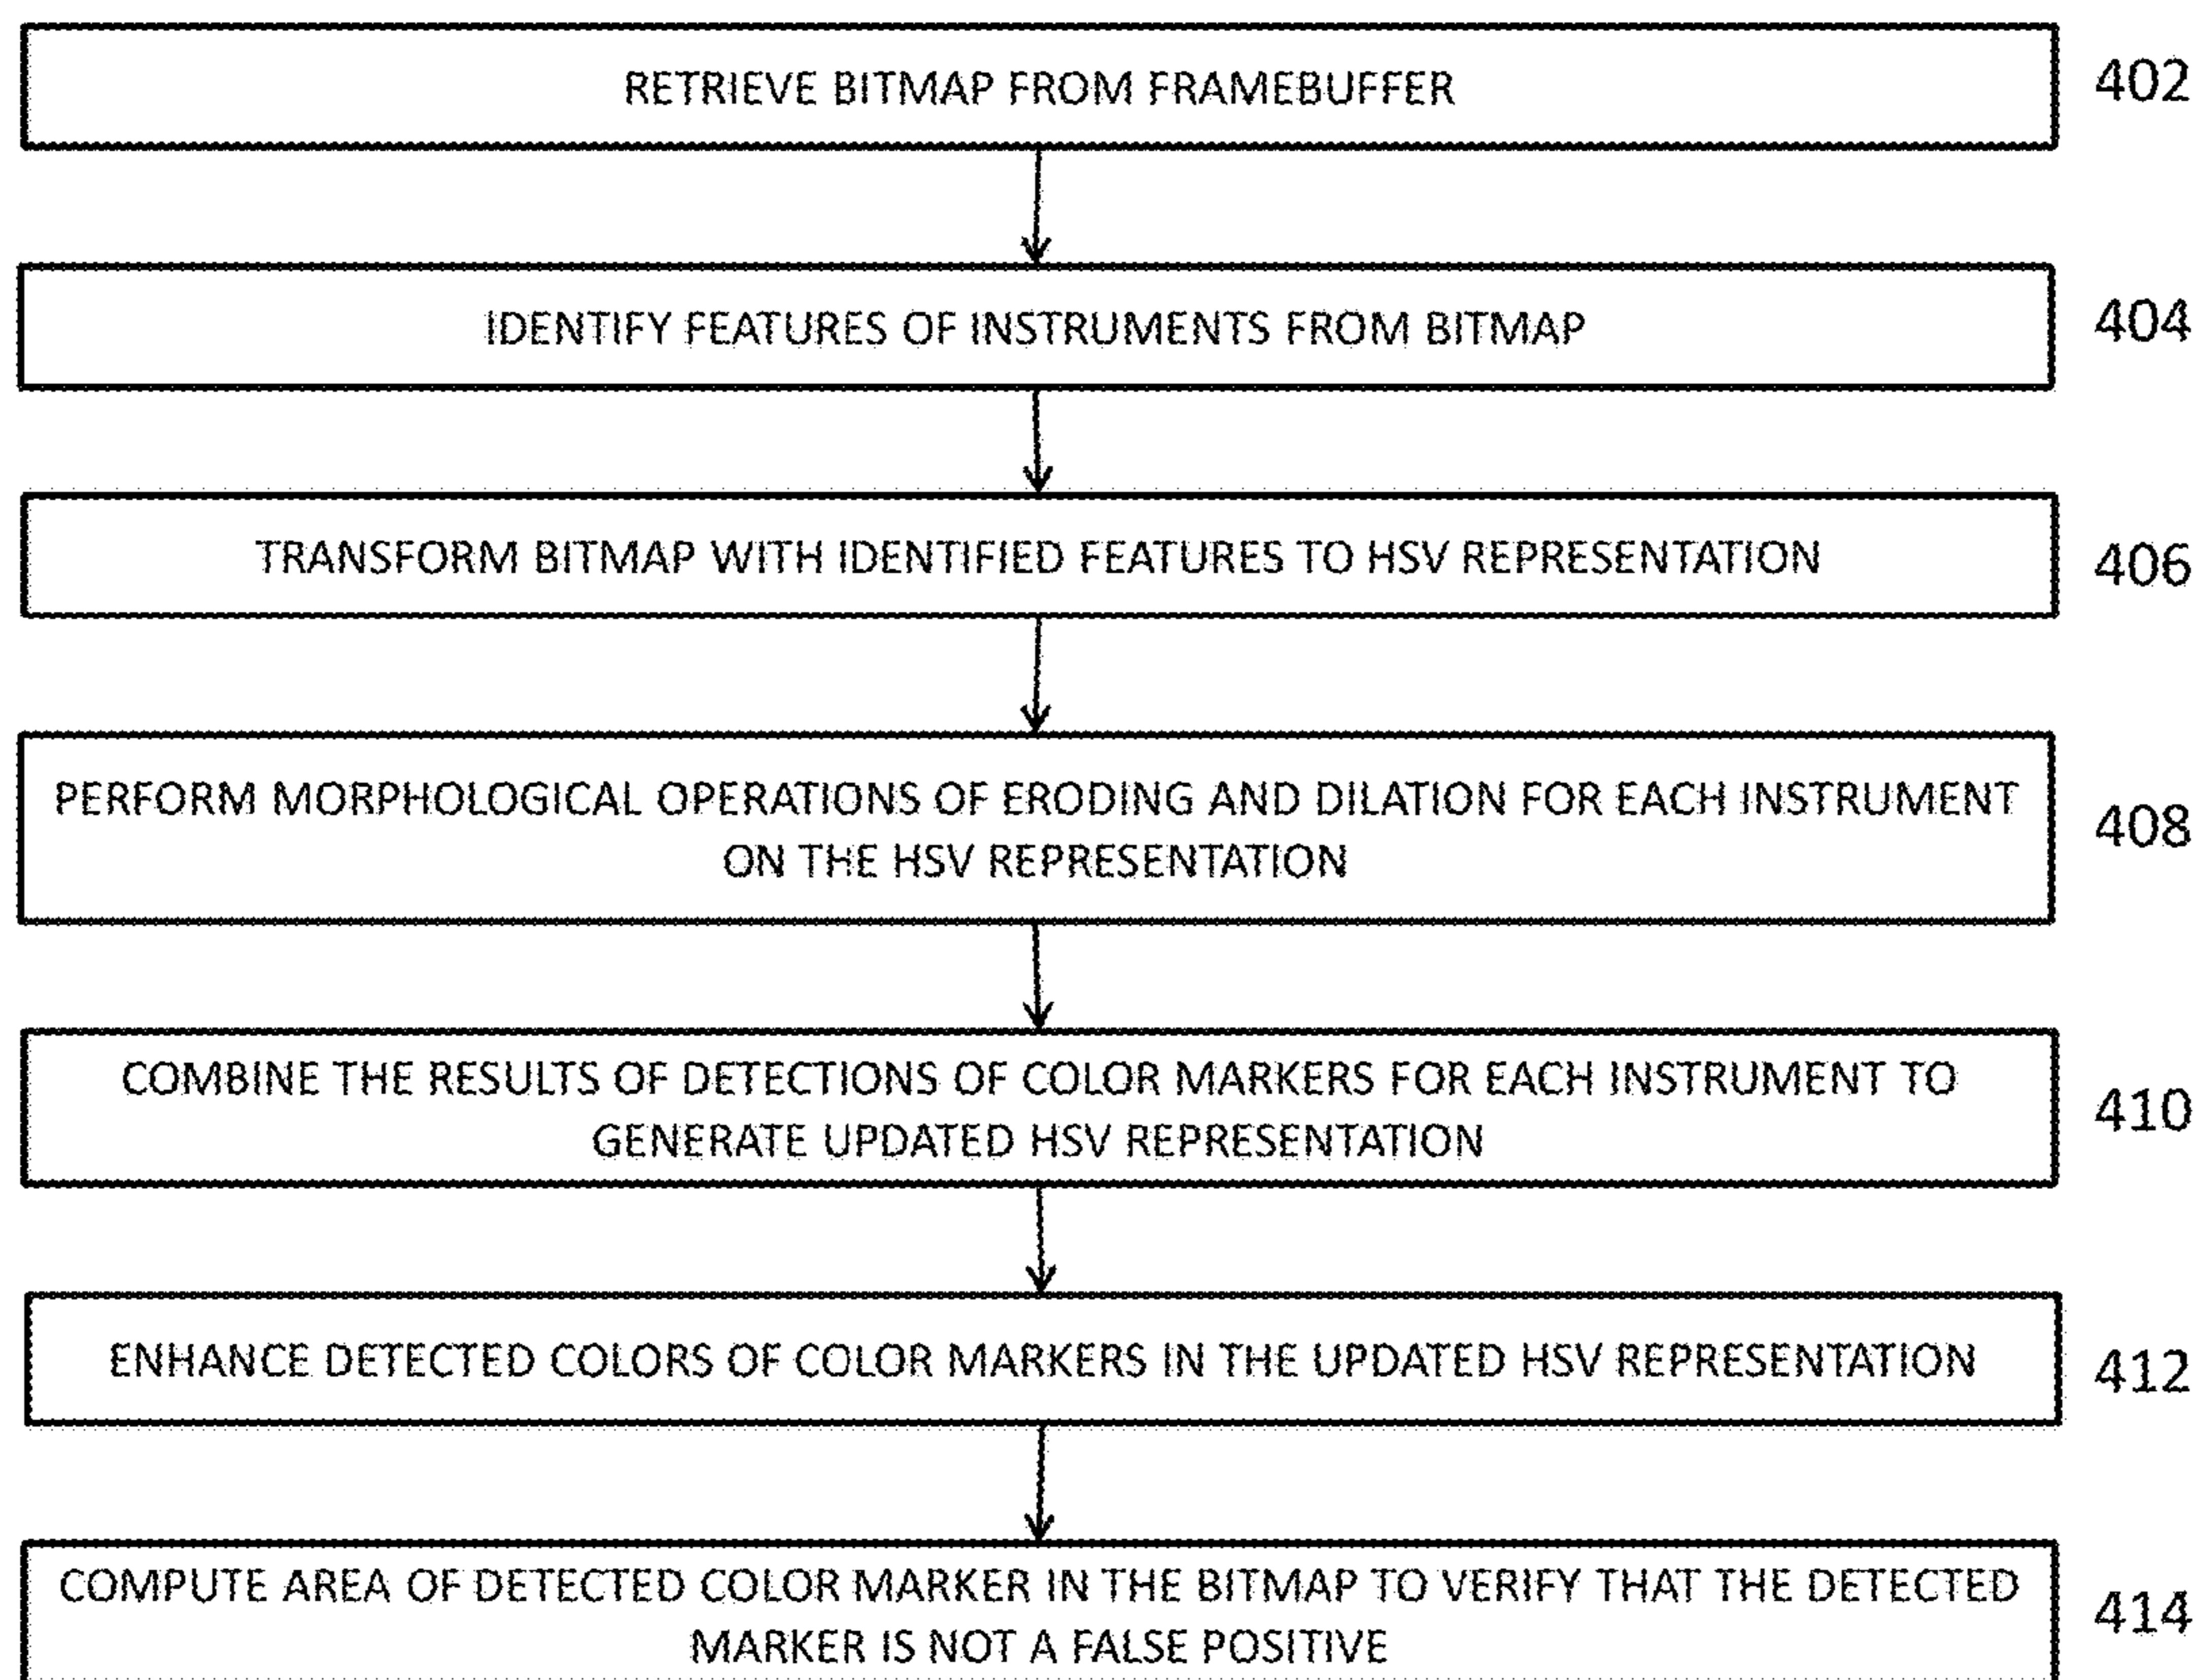 RETRIEVE BITMAP FROM FRAMEBUFFER
402
IDENTIFY FEATURES OF INSTRUMENTS FROM BITMAP
404
TRANSFORM BITMAP WITH IDENTIFIED FEATURES TO HSV REPRESENTATION
406
PERFORM MORPHOLOGICAL OPERATIONS OF ERODING AND DILATION FOR EACH INSTRUMENT
ON THE HSV REPRESENTATION
408
COMBINE THE RESULTS OF DETECTIONS OF COLOR MARKERS FOR EACH INSTRUMENT TO
GENERATE UPDATED HSV REPRESENTATION
410
ENHANCE DETECTED COLORS OF COLOR MARKERS IN THE UPDATED HSV REPRESENTATION
412
COMPUTE AREA OF DETECTED COLOR MARKER IN THE BITMAP TO VERIFY THAT THE DETECTED
MARKER IS NOT A FALSE POSITIVE
414